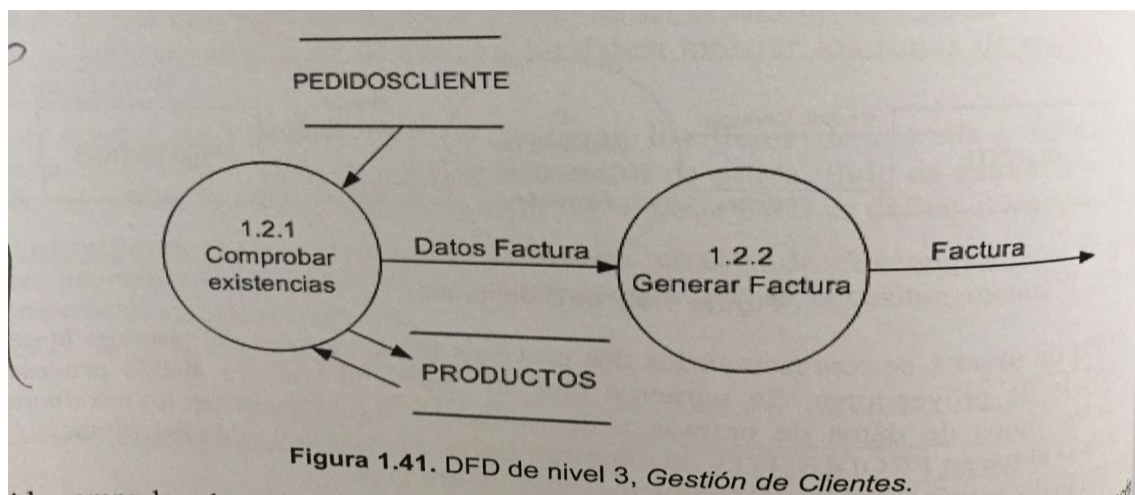 PEDIDOSCLIENTE
1.2.1
Comprobar
existencias
Datos Factura
1.2.2
Generar Factura
Factura
PRODUCTOS
Figura 1.41. DFD de nivel 3, Gestión de Clientes.